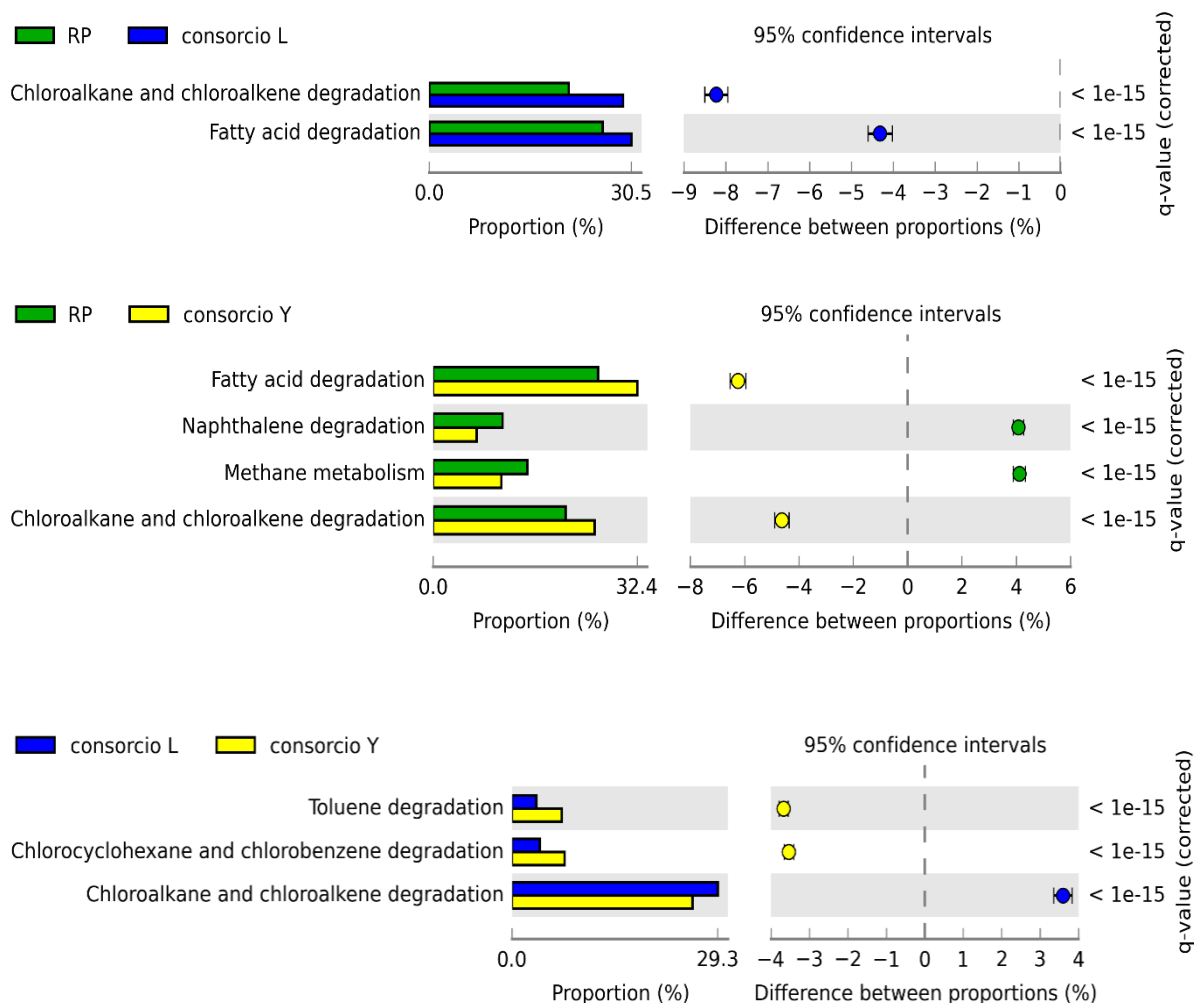 RP consorcio L 95% confidence intervals
Chloroalkane and chloroalkene degradation < 1e-15
Fatty acid degradation < 1e-15
0.0 30.5 −9 −8 −7 −6 −5 −4 −3 −2 −1 0
Proportion (%) Difference between proportions (%)
q-value (corrected)
RP consorcio Y 95% confidence intervals
Fatty acid degradation < 1e-15
Naphthalene degradation < 1e-15
Methane metabolism < 1e-15
Chloroalkane and chloroalkene degradation < 1e-15
0.0 32.4 −8 −6 −4 −2 0 2 4 6
Proportion (%) Difference between proportions (%)
q-value (corrected)
consorcio L consorcio Y 95% confidence intervals
Toluene degradation < 1e-15
Chlorocyclohexane and chlorobenzene degradation < 1e-15
Chloroalkane and chloroalkene degradation < 1e-15
0.0 29.3 −4 −3 −2 −1 0 1 2 3 4
Proportion (%) Difference between proportions (%)
q-value (corrected)